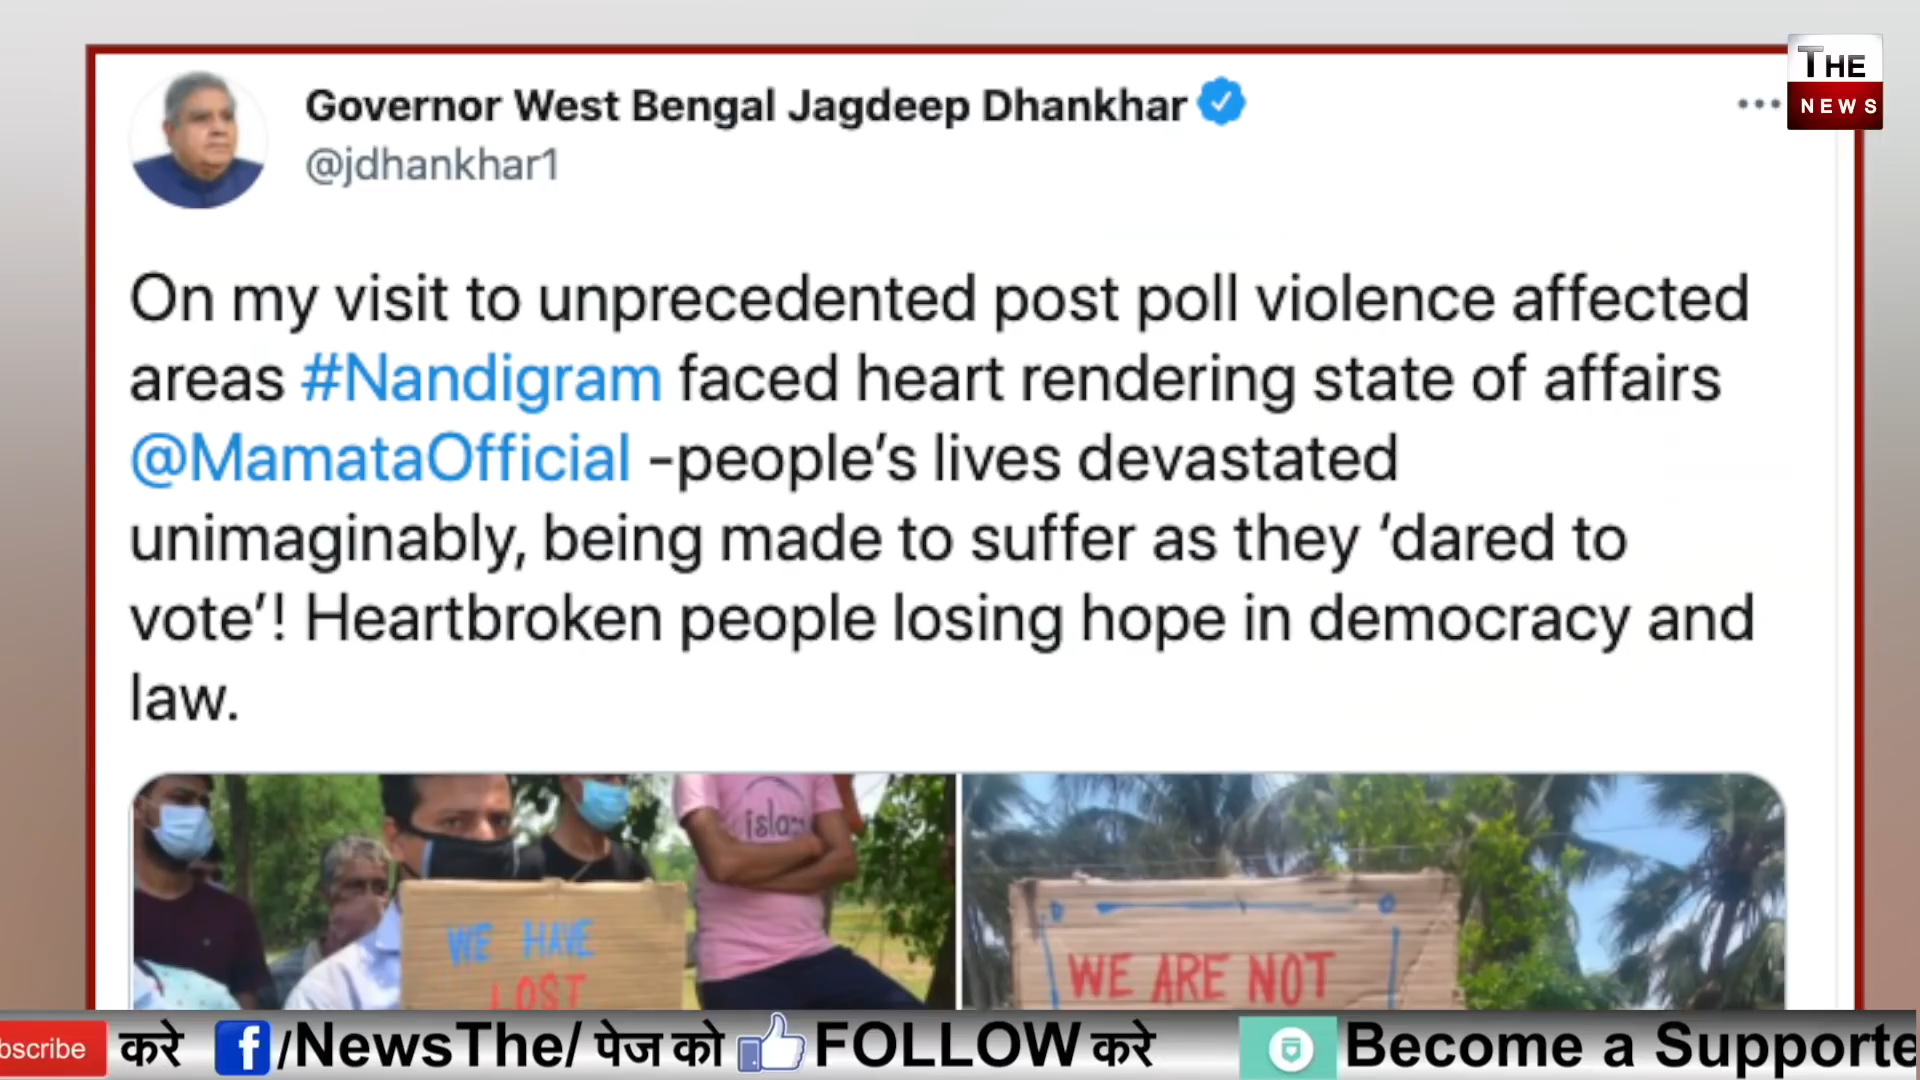 THE
NEWS
Governor West Bengal Jagdeep Dhankhar
@jdhankhar1
On my visit to unprecedented post poll violence affected
areas #Nandigram faced heart rendering state of affairs
@MamataOfficial -people’s lives devastated
unimaginably, being made to suffer as they ‘dared to
vote’! Heartbroken people losing hope in democracy and
law.
islam
WE HAVE
LOST
WE ARE NOT
bscribe करे f/NewsThe/ पेज को FOLLOW करे Become a Supporte